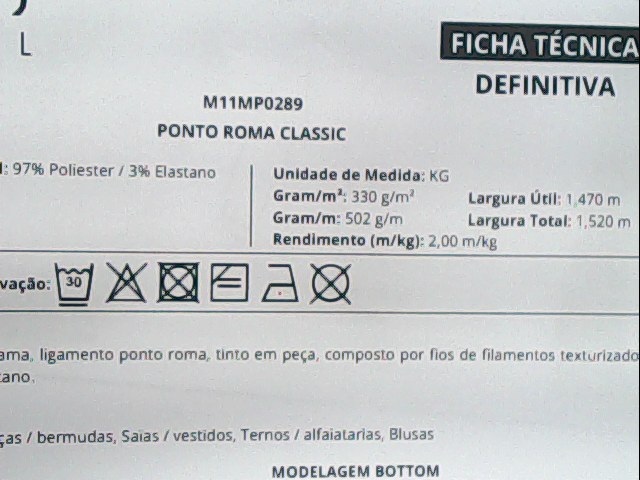 L
FICHA TÉCNICA
DEFINITIVA
M11MP0289
PONTO ROMA CLASSIC
: 97% Poliester / 3% Elastano
Unidade de Medida: KG
Gram/m²: 330 g/m²
Largura Útil: 1,470 m
Gram/m: 502 g/m
Largura Total: 1,520 m
Rendimento (m/kg): 2,00 m/kg
vação:
30
ama, ligamento ponto roma, tinto em peça, composto por fios de filamentos texturizado
tano.
ças / bermudas, Saias / vestidos, Ternos / alfaiatarias, Blusas
MODELAGEM BOTTOM